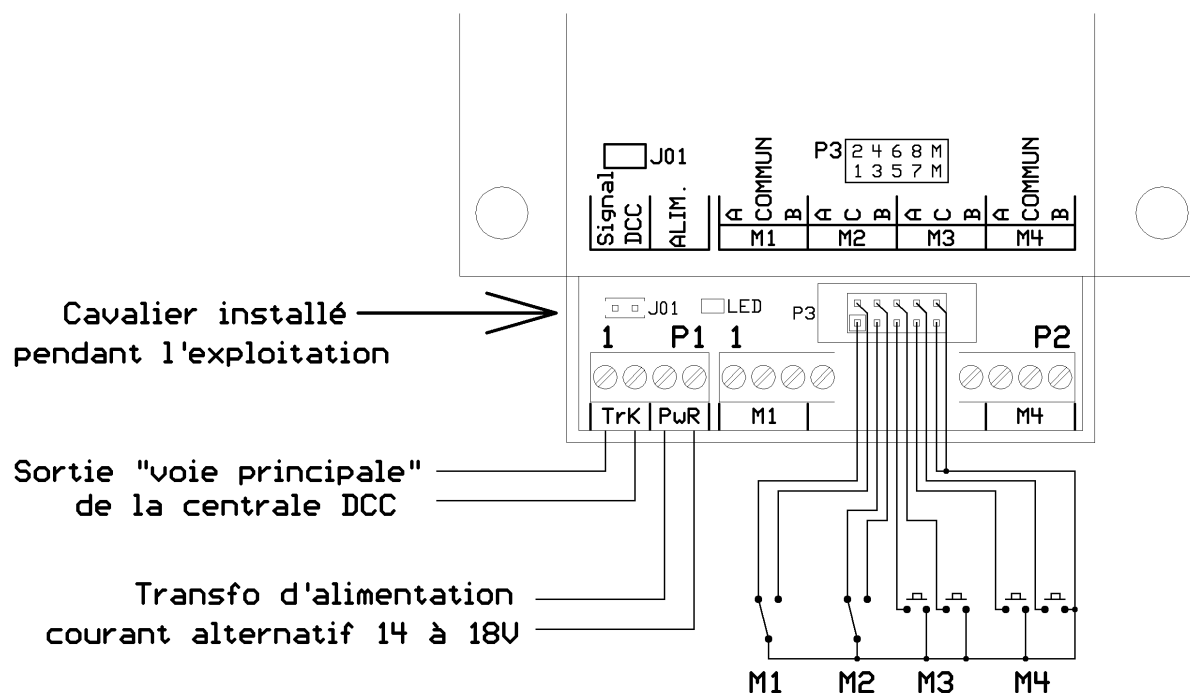 P3
2 4 6 8 M
1 3 5 7 M
J01
Signal
DCC
ALIM.
A COMMUN B A C B A C B A COMMUN B
M1 M2 M3 M4
Cavalier installé
pendant l'exploitation
J01 LED P3
1 P1 1 P2
TrK PwR M1 M4
Sortie "voie principale"
de la centrale DCC
Transfo d'alimentation
courant alternatif 14 à 18V
M1 M2 M3 M4